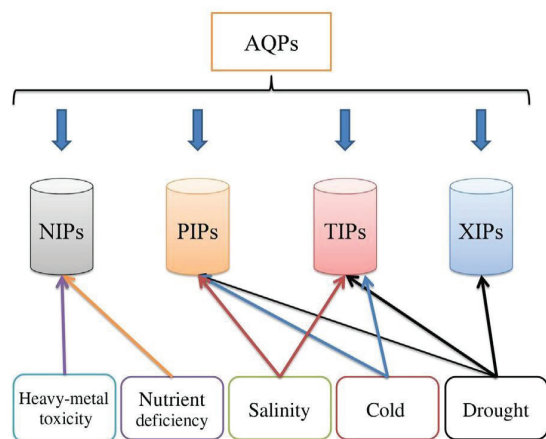 AQPs
NIPs
PIPs
TIPs
XIPs
Heavy-metal
toxicity
Nutrient
deficiency
Salinity
Cold
Drought